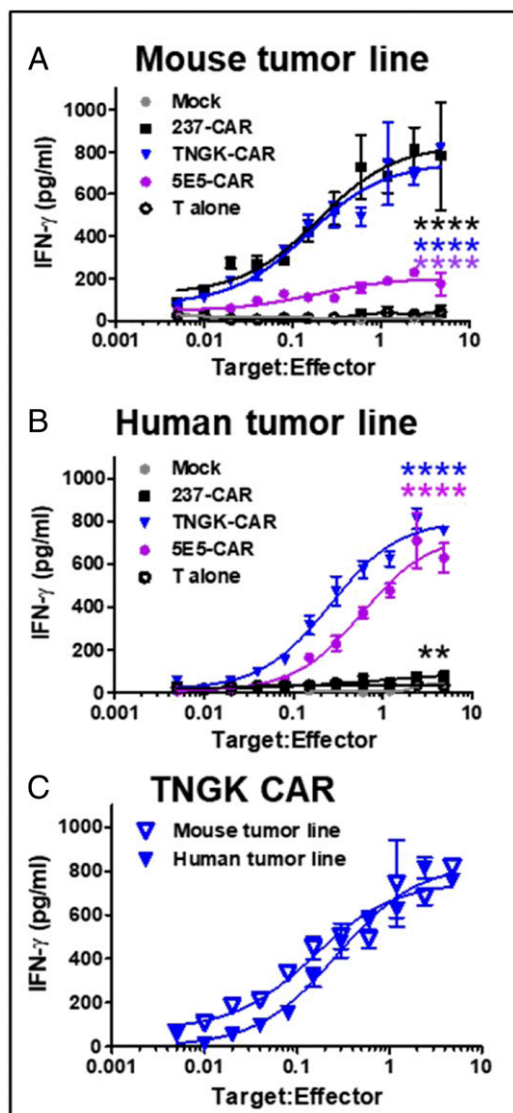 A
Mouse tumor line
1000
800
600
400
200
0
IFN-γ (pg/ml)
Mock
237-CAR
TNGK-CAR
5E5-CAR
T alone
****
****
****
0.001 0.01 0.1 1 10
Target:Effector
B
Human tumor line
1000
800
600
400
200
0
IFN-γ (pg/ml)
Mock
237-CAR
TNGK-CAR
5E5-CAR
T alone
****
****
**
0.001 0.01 0.1 1 10
Target:Effector
C
TNGK CAR
1000
800
600
400
200
0
IFN-γ (pg/ml)
Mouse tumor line
Human tumor line
0.001 0.01 0.1 1 10
Target:Effector